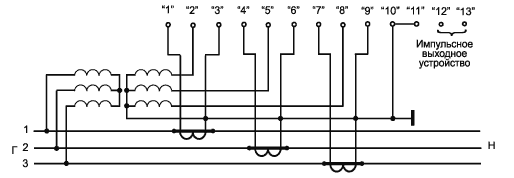 “1” “2” “3” “4” “5” “6” “7” “8” “9” “10” “11” “12” “13”
Импульсное
выходное
устройство
1
Г 2 Н
3